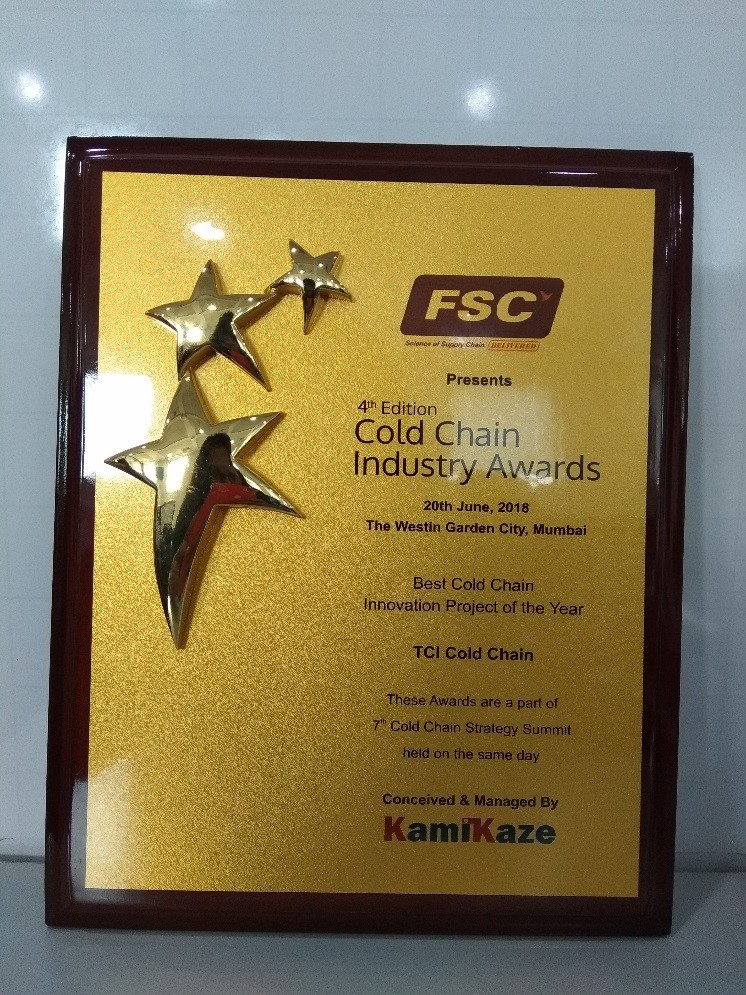 FSC
Science of Supply Chain. DELIVERED
Presents
4th Edition
Cold Chain
Industry Awards
20th June, 2018
The Westin Garden City, Mumbai
Best Cold Chain
Innovation Project of the Year
TCI Cold Chain
These Awards are a part of
7th Cold Chain Strategy Summit
held on the same day
Conceived & Managed By
KamiKaze